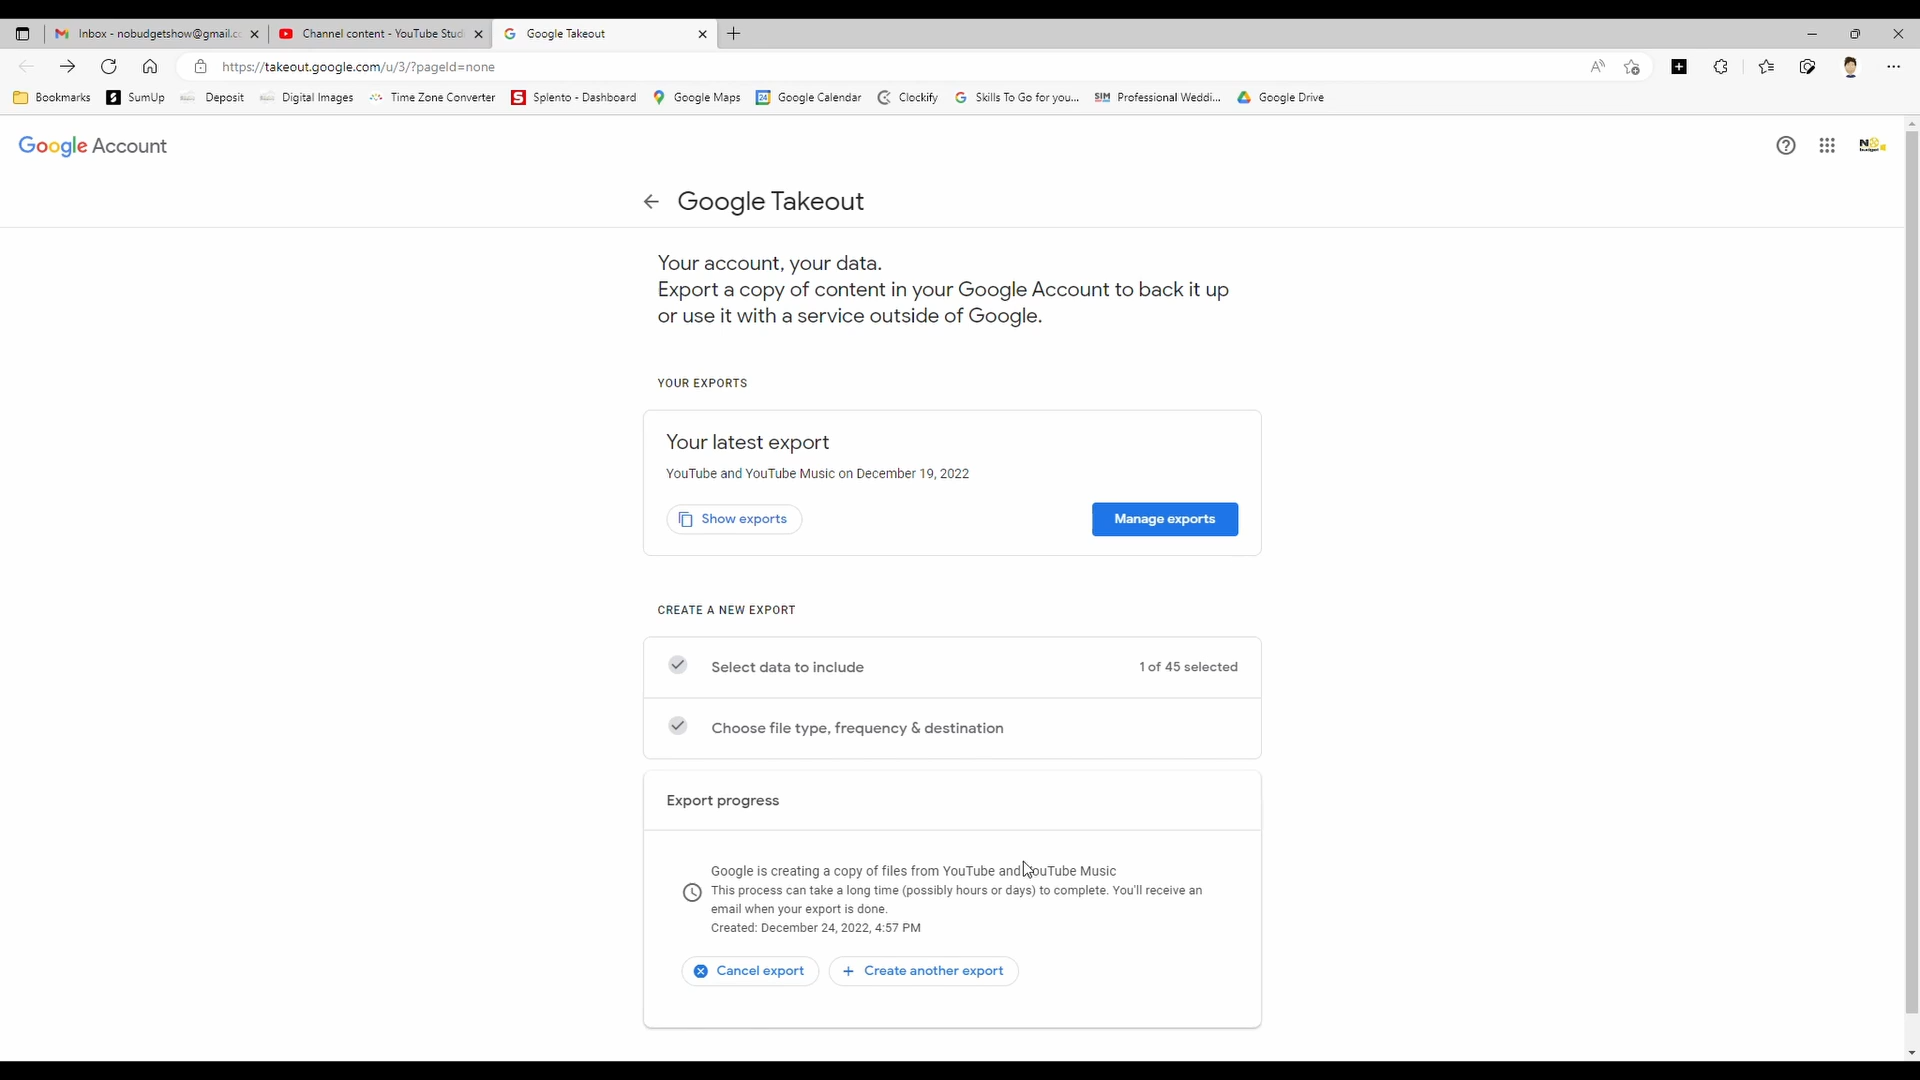 Inbox - nobudgetshow@gmail.c
Channel content - YouTube Stud
Google Takeout
https://takeout.google.com/u/3/?pageId=none
Bookmarks
SumUp
Deposit
Digital Images
Time Zone Converter
Splento - Dashboard
Google Maps
Google Calendar
Clockify
Skills To Go for you...
Professional Weddi...
Google Drive
Google Account
Google Takeout
Your account, your data.
Export a copy of content in your Google Account to back it up
or use it with a service outside of Google.
YOUR EXPORTS
Your latest export
YouTube and YouTube Music on December 19, 2022
Show exports
Manage exports
CREATE A NEW EXPORT
Select data to include
1 of 45 selected
Choose file type, frequency & destination
Export progress
Google is creating a copy of files from YouTube and YouTube Music
This process can take a long time (possibly hours or days) to complete. You'll receive an
email when your export is done.
Created: December 24, 2022, 4:57 PM
Cancel export
Create another export